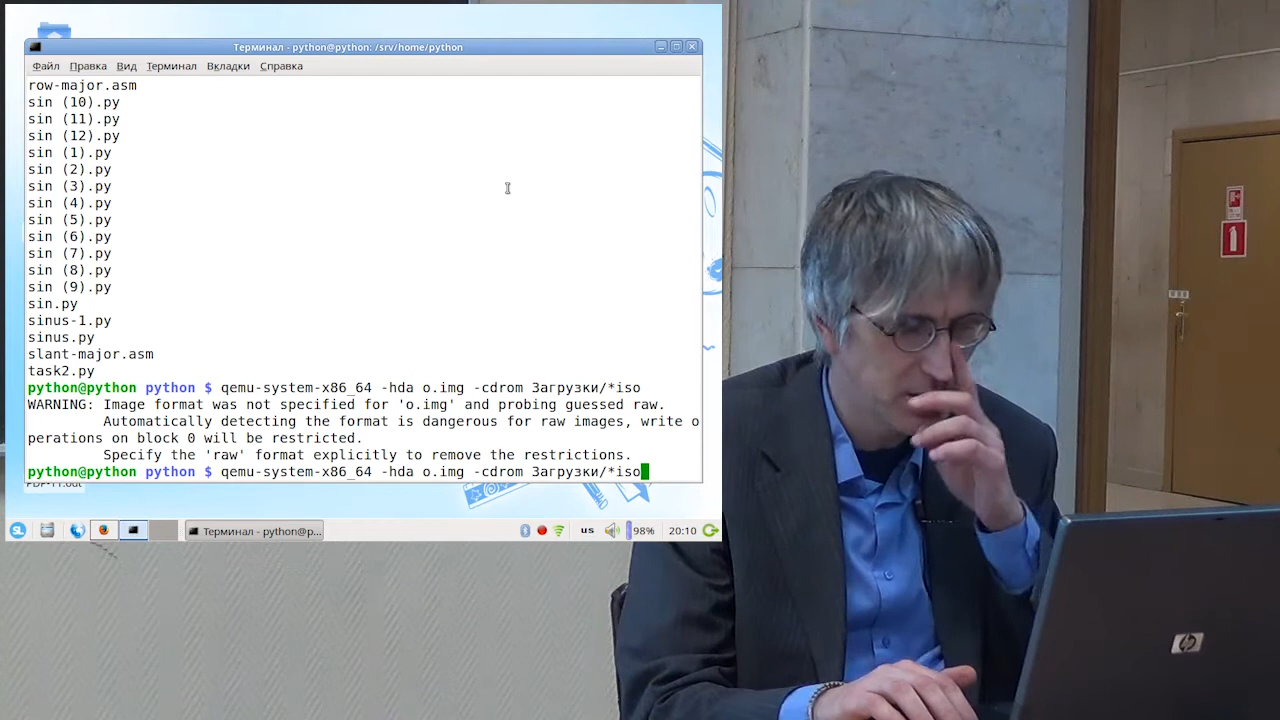 Терминал - python@python: /srv/home/python
Файл Правка Вид Терминал Вкладки Справка
row-major.asm
sin (10).py
sin (11).py
sin (12).py
sin (1).py
sin (2).py
sin (3).py
sin (4).py
sin (5).py
sin (6).py
sin (7).py
sin (8).py
sin (9).py
sin.py
sinus-1.py
sinus.py
slant-major.asm
task2.py
python@python python $ qemu-system-x86_64 -hda o.img -cdrom Загрузки/*iso
WARNING: Image format was not specified for 'o.img' and probing guessed raw.
Automatically detecting the format is dangerous for raw images, write o
perations on block 0 will be restricted.
Specify the 'raw' format explicitly to remove the restrictions.
python@python python $ qemu-system-x86_64 -hda o.img -cdrom Загрузки/*iso
SL Терминал - python@p... us 98% 20:10
hp